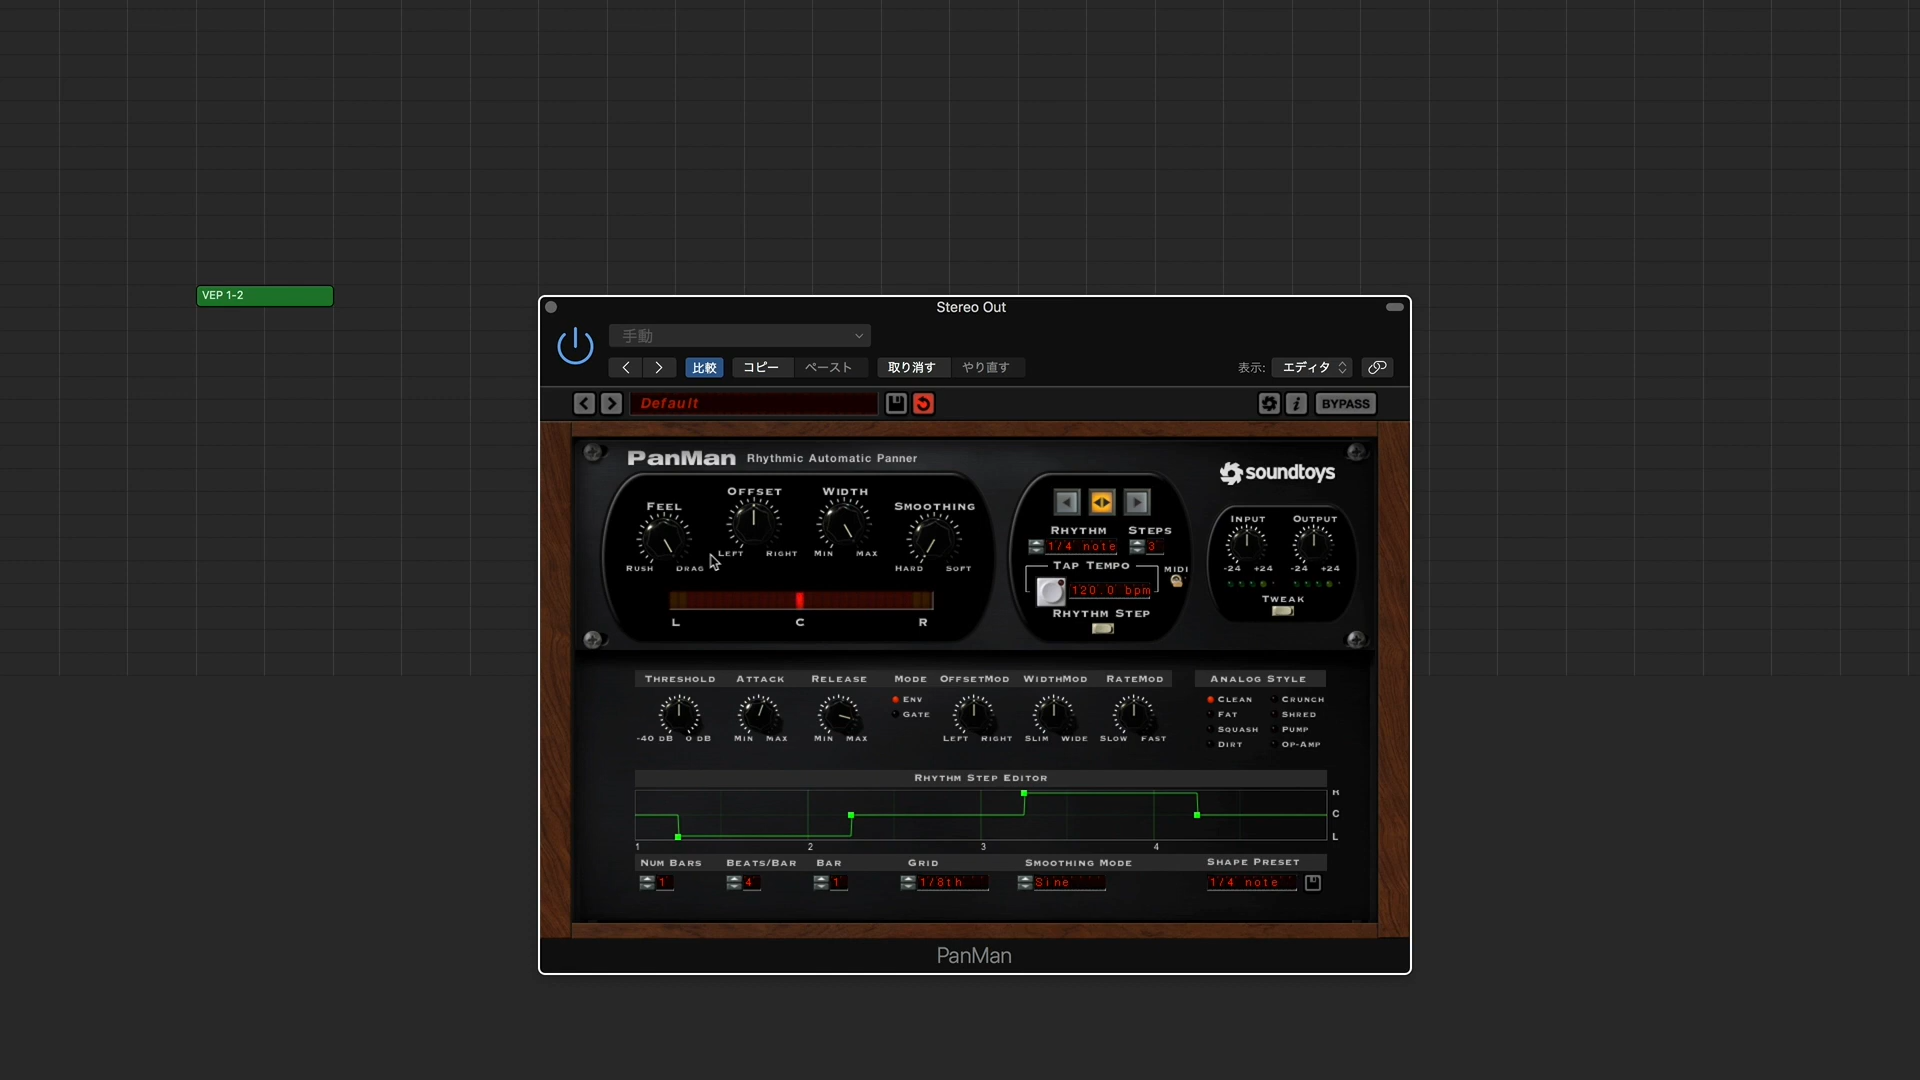 VEP 1-2
Stereo Out
手動
比較 コピー ペースト 取り消す やり直す 表示: エディタ
Default
i BYPASS
PanMan Rhythmic Automatic Panner
soundtoys
FEEL OFFSET WIDTH SMOOTHING
RUSH DRAG LEFT RIGHT MIN MAX HARD SOFT
L C R
RHYTHM STEPS
1/4 note 3
TAP TEMPO MIDI
120.0 bpm
RHYTHM STEP
INPUT OUTPUT
-24 +24 -24 +24
TWEAK
THRESHOLD ATTACK RELEASE MODE OFFSETMOD WIDTHMOD RATEMOD ANALOG STYLE
ENV
GATE
-40 DB 0 DB MIN MAX MIN MAX LEFT RIGHT SLIM WIDE SLOW FAST
CLEAN CRUNCH
FAT SHRED
SQUASH PUMP
DIRT OP-AMP
RHYTHM STEP EDITOR
R
C
L
1 2 3 4
NUM BARS BEATS/BAR BAR GRID SMOOTHING MODE SHAPE PRESET
1 4 1 1/8th Sine 1/4 note
PanMan